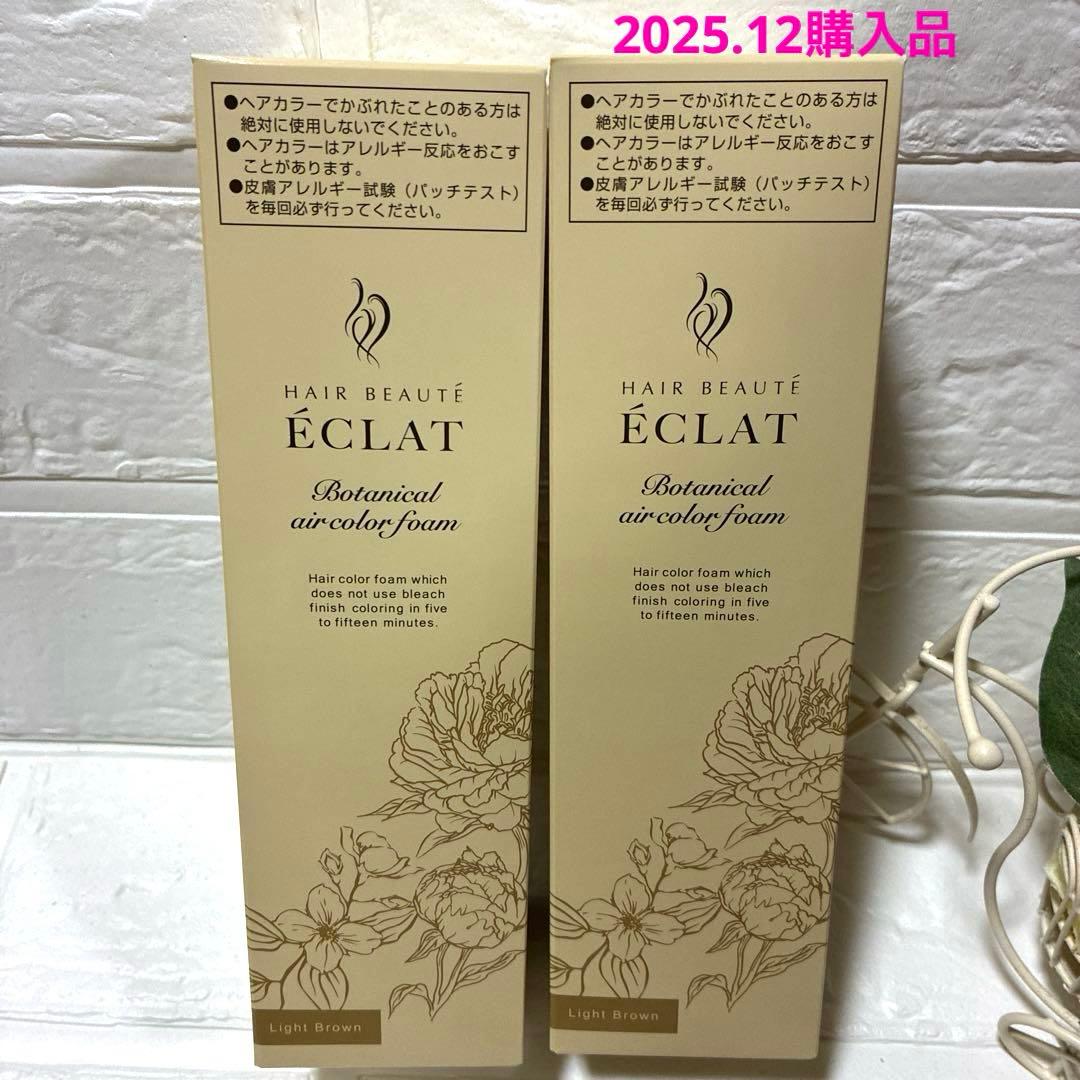 2025.12購入品
●ヘアカラーでかぶれたことのある方は
絶対に使用しないでください。
●ヘアカラーはアレルギー反応をおこす
ことがあります。
●皮膚アレルギー試験（パッチテスト）
を毎回必ず行ってください。
HAIR BEAUTÉ
ÉCLAT
Botanical
air color foam
Hair color foam which
does not use bleach
finish coloring in five
to fifteen minutes.
Light Brown
●ヘアカラーでかぶれたことのある方は
絶対に使用しないでください。
●ヘアカラーはアレルギー反応をおこす
ことがあります。
●皮膚アレルギー試験（パッチテスト）
を毎回必ず行ってください。
HAIR BEAUTÉ
ÉCLAT
Botanical
air color foam
Hair color foam which
does not use bleach
finish coloring in five
to fifteen minutes.
Light Brown